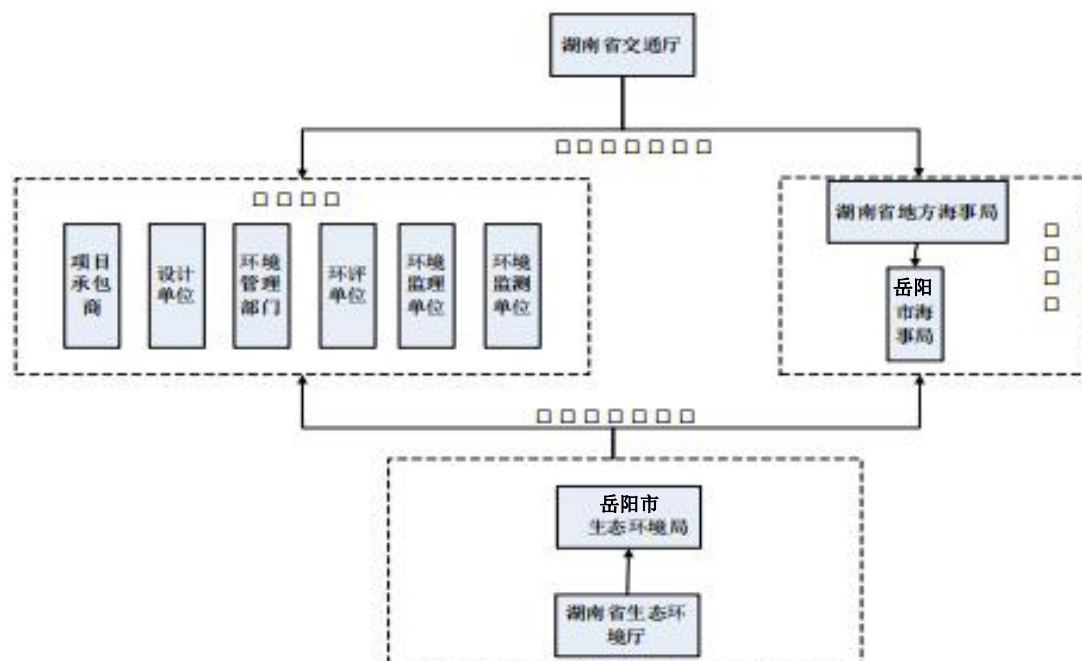 湖南省交通厅
□□□□□□□
□□□□
项目
承包
商
设计
单位
环境
管理
部门
环评
单位
环境
监理
单位
环境
监测
单位
湖南省地方海事局
岳阳
市海
事局
□
□
□
□
□□□□□□□
岳阳市
生态环境局
湖南省生态环
境厅